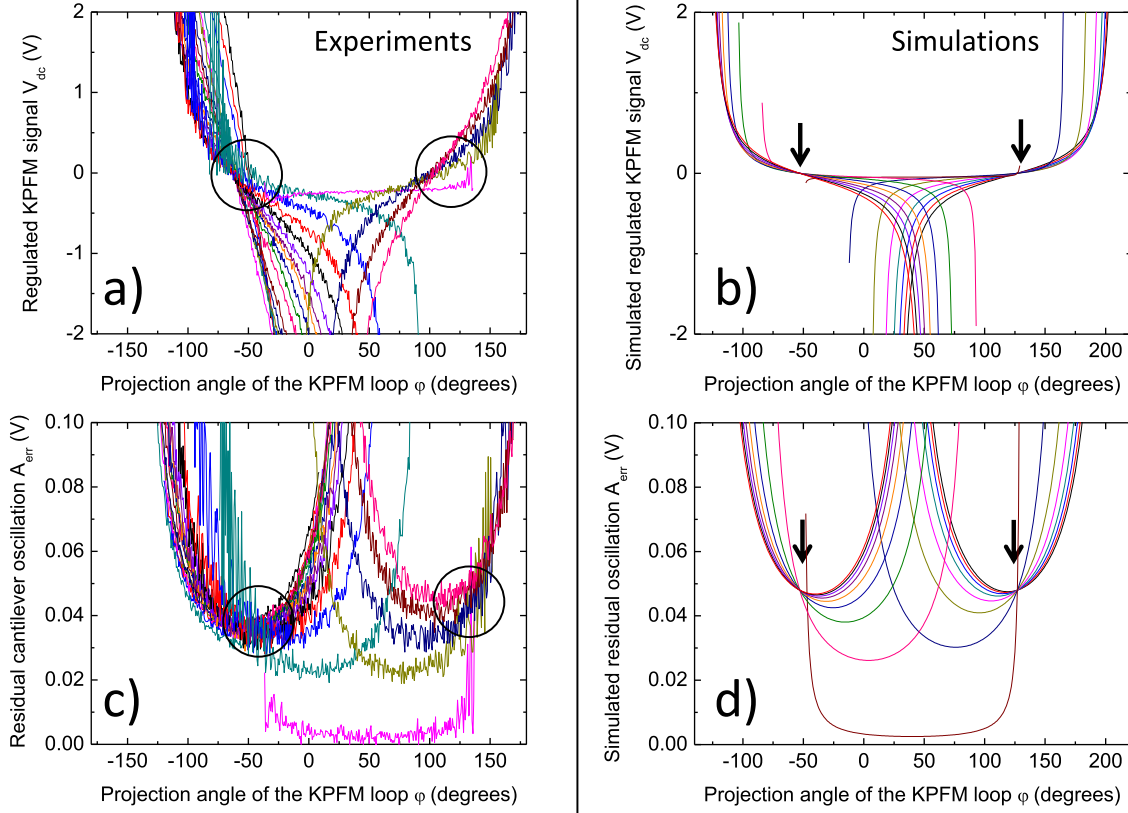 Experiments
Regulated KPFM signal V_dc (V)
2
1
0
-1
-2
a)
-150 -100 -50 0 50 100 150
Projection angle of the KPFM loop φ (degrees)
Simulations
Simulated regulated KPFM signal V_dc (V)
2
0
-2
b)
-100 -50 0 50 100 150 200
Projection angle of the KPFM loop φ (degrees)
Residual cantilever oscillation A_err (V)
0.10
0.08
0.06
0.04
0.02
0.00
c)
-150 -100 -50 0 50 100 150
Projection angle of the KPFM loop φ (degrees)
Simulated residual oscillation A_err (V)
0.10
0.08
0.06
0.04
0.02
0.00
d)
-100 -50 0 50 100 150 200
Projection angle of the KPFM loop φ (degrees)